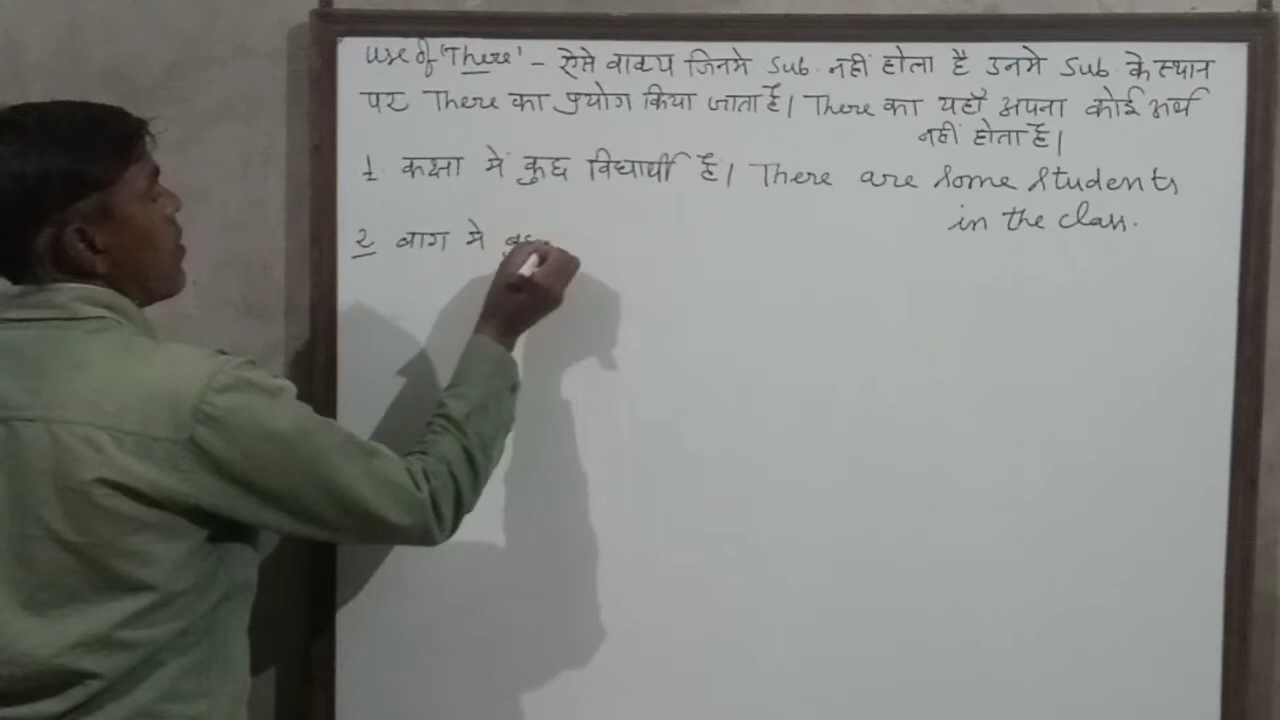 Use of 'There' - ऐसे वाक्य जिनमे Sub. नहीं होता है उनमे Sub. के स्थान
पर There का प्रयोग किया जाता है। There का यहाँ अपना कोई अर्थ
नहीं होता है।
1. कक्षा में कुछ विद्यार्थी है। There are some students
in the class.
2 बाग मे